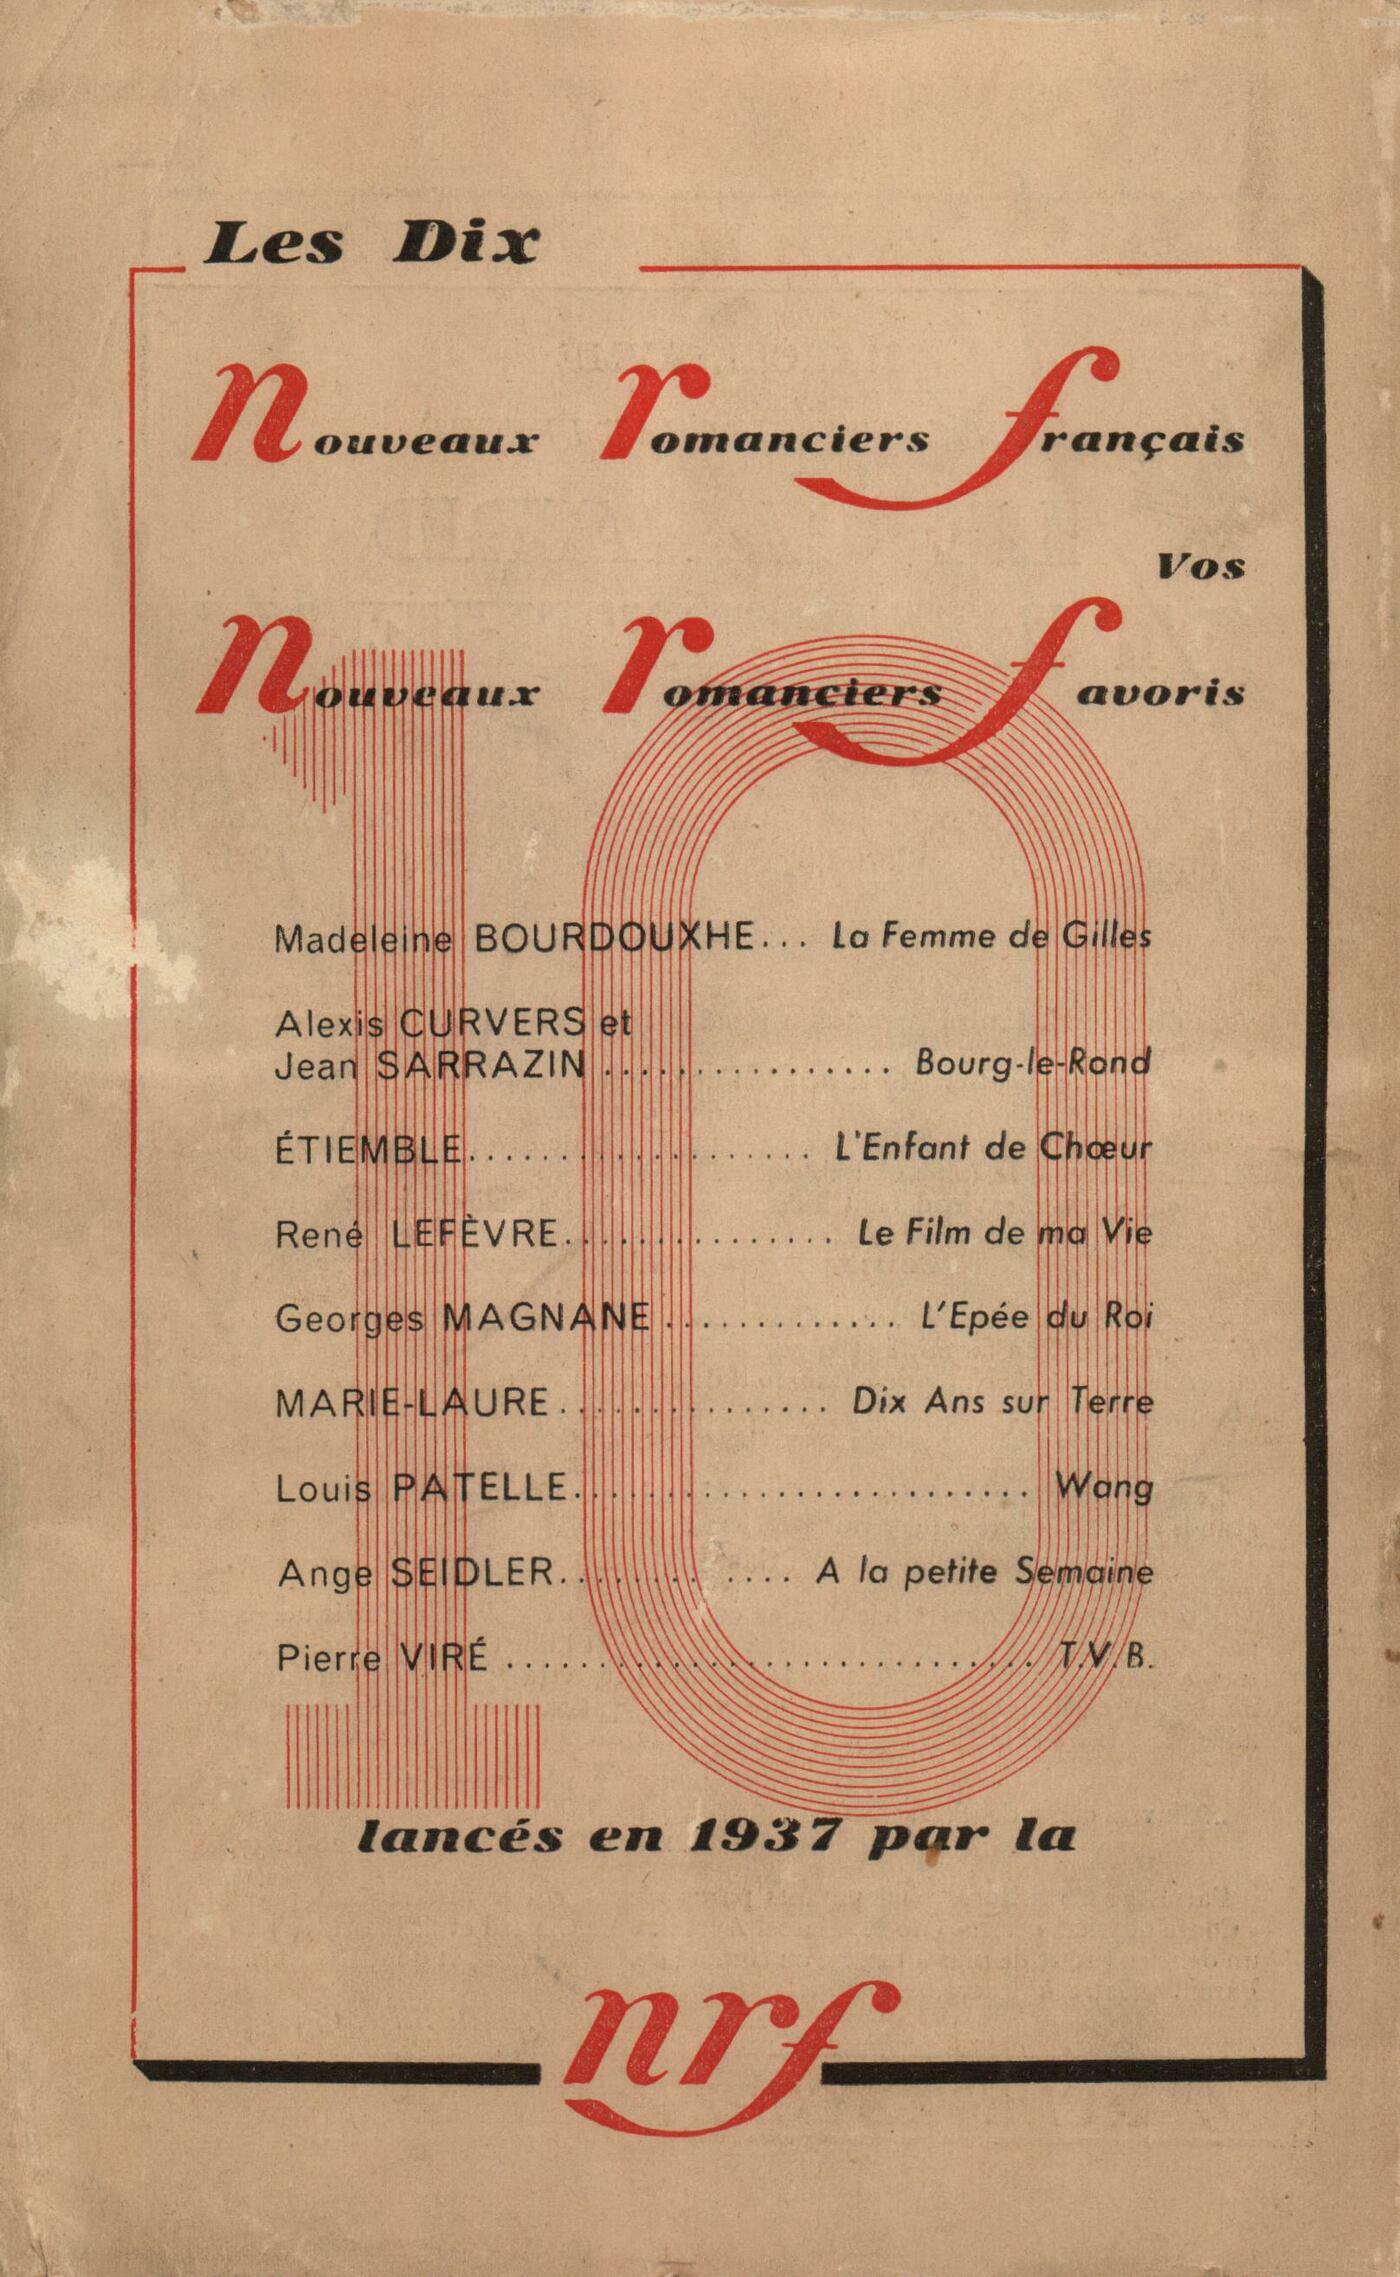 Les Dix
nouveaux romanciers français
Vos
nouveaux romanciers favoris
10
Madeleine BOURDOUXHE... La Femme de Gilles
Alexis CURVERS et
Jean SARRAZIN ................ Bourg-le-Rond
ÉTIEMBLE................... L'Enfant de Chœur
René LEFÈVRE............... Le Film de ma Vie
Georges MAGNANE ............. L'Epée du Roi
MARIE-LAURE ............... Dix Ans sur Terre
Louis PATELLE......................... Wang
Ange SEIDLER........ .... A la petite Semaine
Pierre VIRÉ ............................. T.V.B.
lancés en 1937 par la
nrf